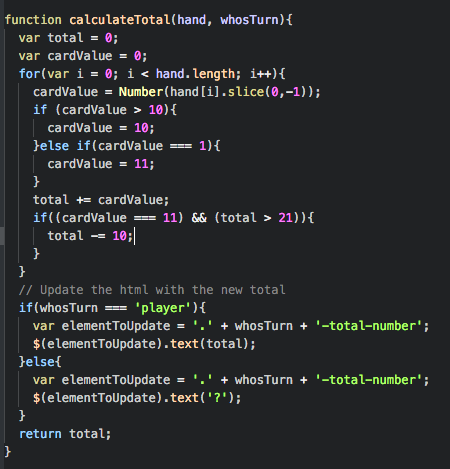 function calculateTotal(hand, whosTurn){
  var total = 0;
  var cardValue = 0;
  for(var i = 0; i < hand.length; i++){
    cardValue = Number(hand[i].slice(0,-1));
    if (cardValue > 10){
      cardValue = 10;
    }else if(cardValue === 1){
      cardValue = 11;
    }
    total += cardValue;
    if((cardValue === 11) && (total > 21)){
      total -= 10;
    }
  }
  // Update the html with the new total
  if(whosTurn === 'player'){
    var elementToUpdate = '.' + whosTurn + '-total-number';
    $(elementToUpdate).text(total);
  }else{
    var elementToUpdate = '.' + whosTurn + '-total-number';
    $(elementToUpdate).text('?');
  }
  return total;
}